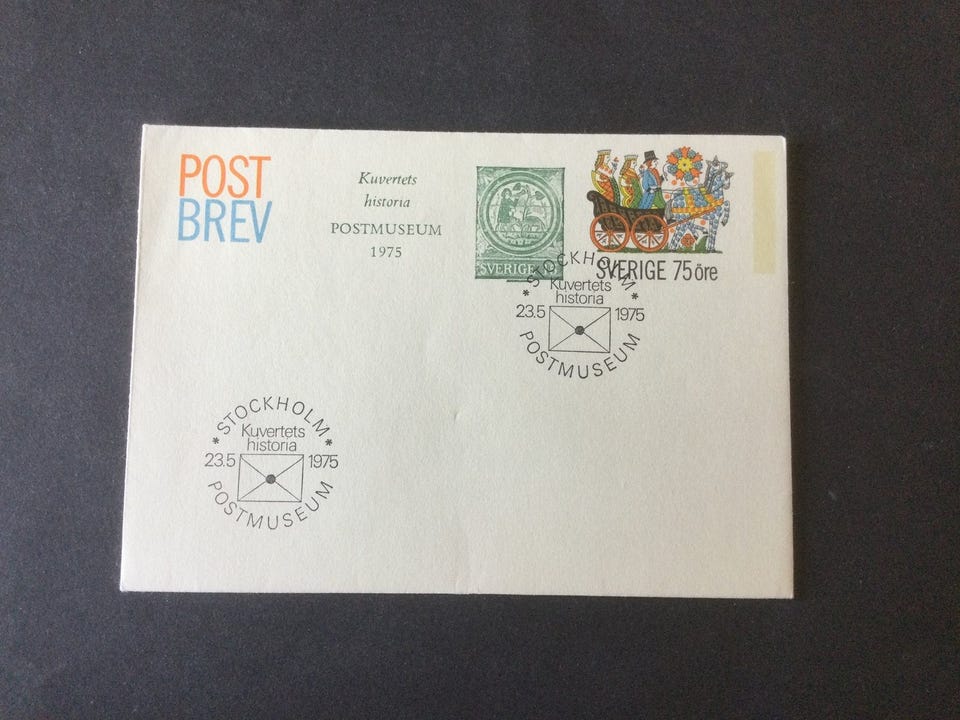 POST
BREV
Kuvertets
historia
POSTMUSEUM
1975
SVERIGE
SVERIGE 75 öre
* STOCKHOLM *
Kuvertets
historia
23.5 1975
POSTMUSEUM
* STOCKHOLM *
Kuvertets
historia
23.5 1975
POSTMUSEUM